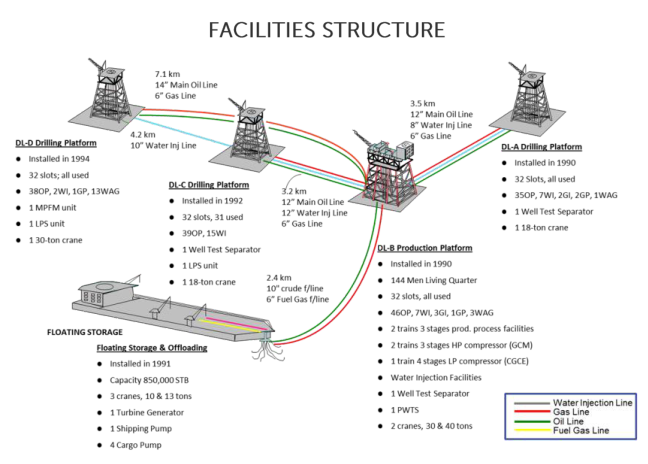 FACILITIES STRUCTURE
7.1 km
14" Main Oil Line
6" Gas Line
3.5 km
12" Main Oil Line
8" Water Inj Line
6" Gas Line
4.2 km
10" Water Inj Line
DL-D Drilling Platform
● Installed in 1994
● 32 slots; all used
● 38OP, 2WI, 1GP, 13WAG
● 1 MPFM unit
● 1 LPS unit
● 1 30-ton crane
DL-C Drilling Platform
● Installed in 1992
● 32 slots, 31 used
● 39OP, 15WI
● 1 Well Test Separator
● 1 LPS unit
● 1 18-ton crane
3.2 km
12" Main Oil Line
12" Water Inj Line
6" Gas Line
DL-A Drilling Platform
● Installed in 1990
● 32 Slots, all used
● 35OP, 7WI, 2GI, 2GP, 1WAG
● 1 Well Test Separator
● 1 18-ton crane
DL-B Production Platform
● Installed in 1990
● 144 Men Living Quarter
● 32 slots, all used
● 46OP, 7WI, 3GI, 1GP, 3WAG
● 2 trains 3 stages prod. process facilities
● 2 trains 3 stages HP compressor (GCM)
● 1 train 4 stages LP compressor (CGCE)
● Water Injection Facilities
● 1 Well Test Separator
● 1 PWTS
● 2 cranes, 30 & 40 tons
2.4 km
10" crude f/line
6" Fuel Gas f/line
FLOATING STORAGE
Floating Storage & Offloading
● Installed in 1991
● Capacity 850,000 STB
● 3 cranes, 10 & 13 tons
● 1 Turbine Generator
● 1 Shipping Pump
● 4 Cargo Pump
Water Injection Line
Gas Line
Oil Line
Fuel Gas Line